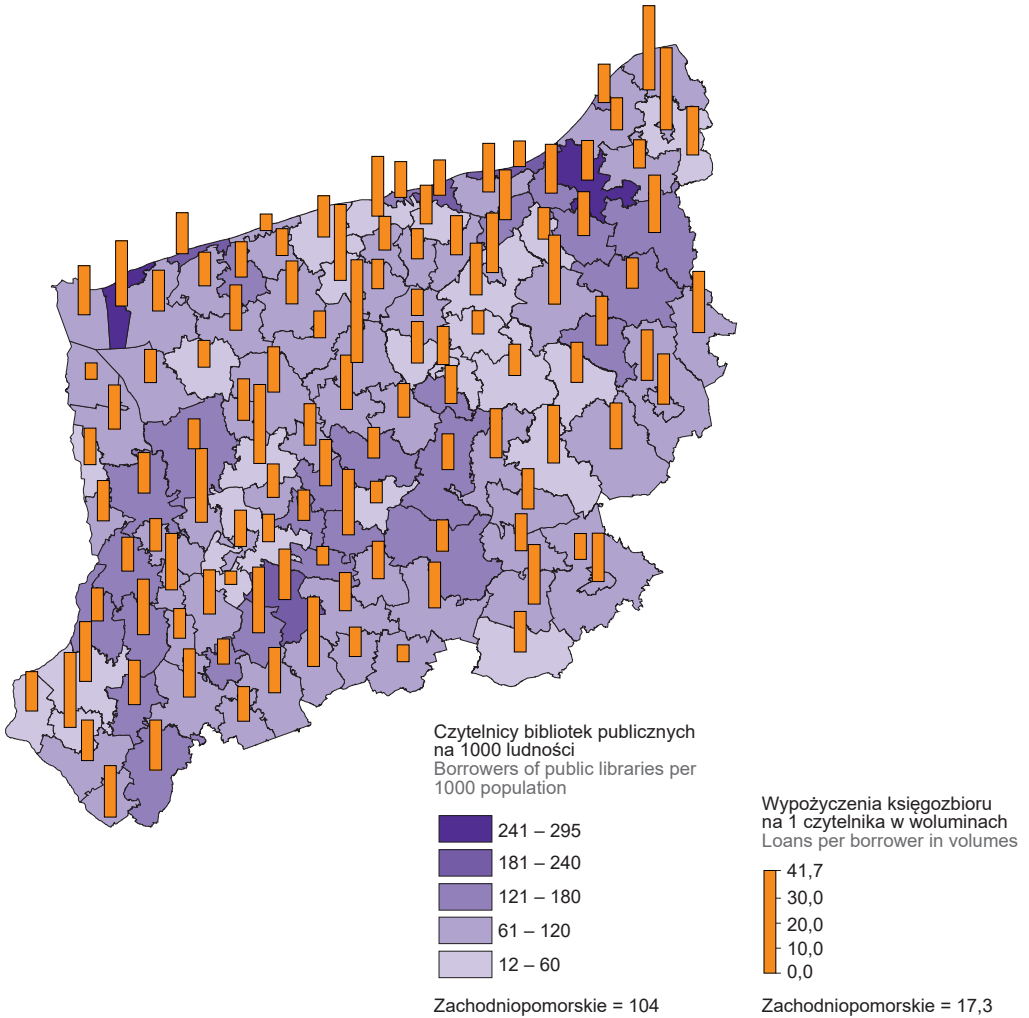 Czytelnicy bibliotek publicznych
na 1000 ludności
Borrowers of public libraries per
1000 population
241 – 295
181 – 240
121 – 180
61 – 120
12 – 60
Zachodniopomorskie = 104
Wypożyczenia księgozbioru
na 1 czytelnika w woluminach
Loans per borrower in volumes
41,7
30,0
20,0
10,0
0,0
Zachodniopomorskie = 17,3